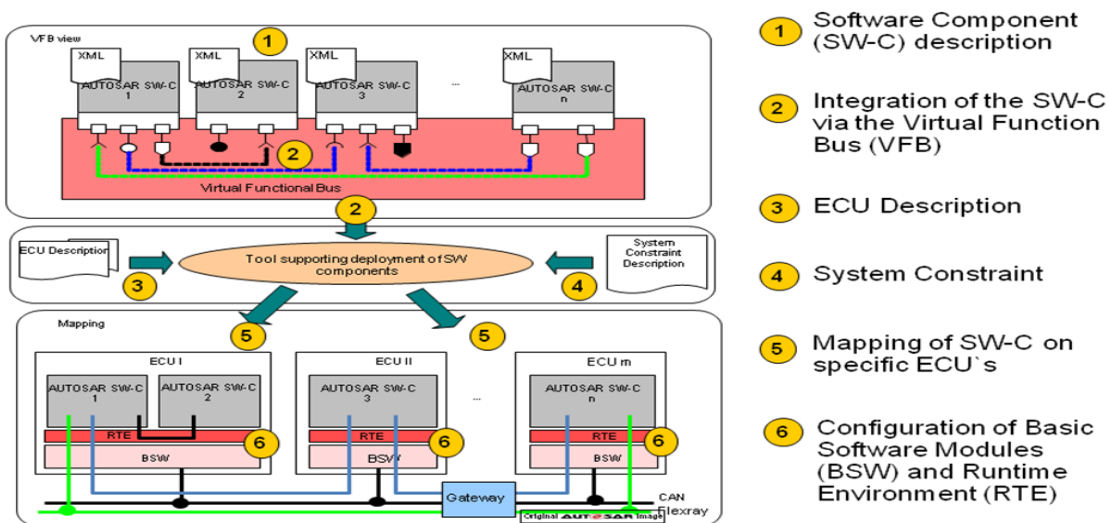 VFB view
1
XML
XML
XML
XML
AUTOSAR SW-C
1
AUTOSAR SW-C
2
AUTOSAR SW-C
3
...
AUTOSAR SW-C
n
2
Virtual Functional Bus
2
ECU Description
Tool supporting deployment of SW
components
System
Constraint
Description
3
4
Mapping
5
5
ECU I
ECU II
ECU m
AUTOSAR SW-C
1
AUTOSAR SW-C
2
AUTOSAR SW-C
3
...
AUTOSAR SW-C
n
RTE
6
RTE
6
RTE
6
BSW
BSW
BSW
Gateway
CAN
Flexray
Original AUTOSAR Image
1 Software Component
(SW-C) description
2 Integration of the SW-C
via the Virtual Function
Bus (VFB)
3 ECU Description
4 System Constraint
5 Mapping of SW-C on
specific ECU`s
6 Configuration of Basic
Software Modules
(BSW) and Runtime
Environment (RTE)